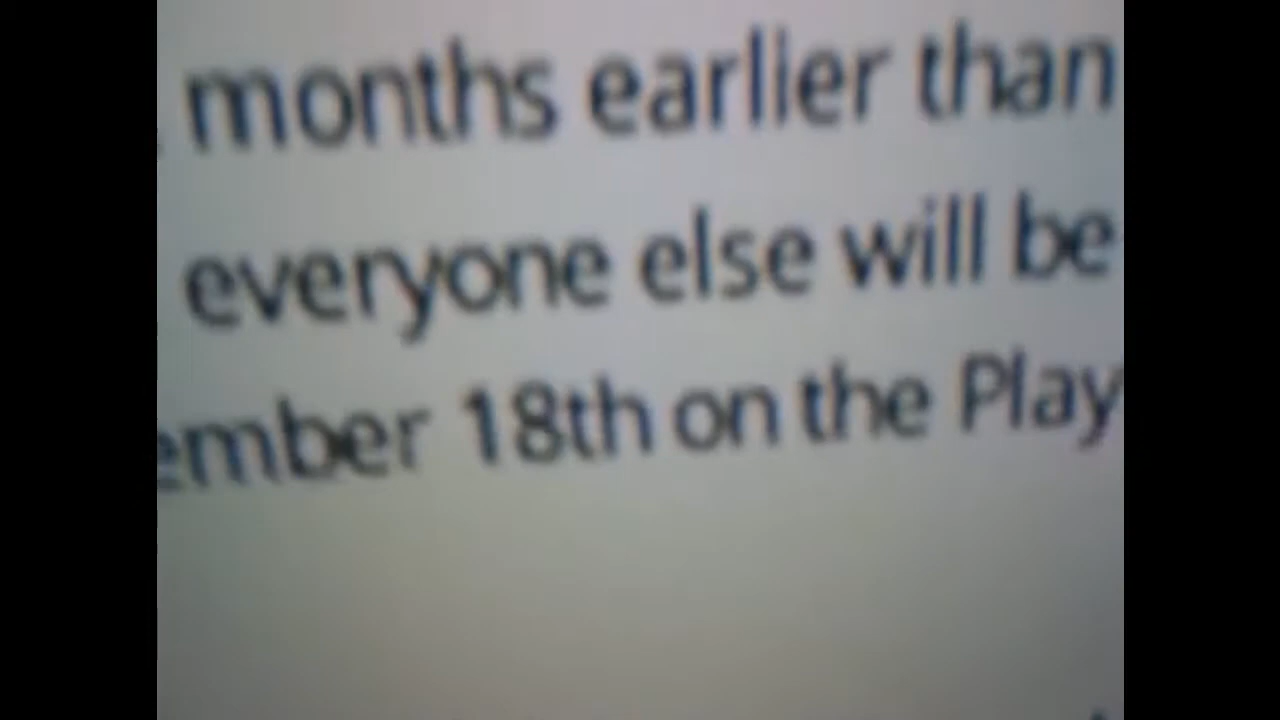 months earlier than
everyone else will be
ember 18th on the Play